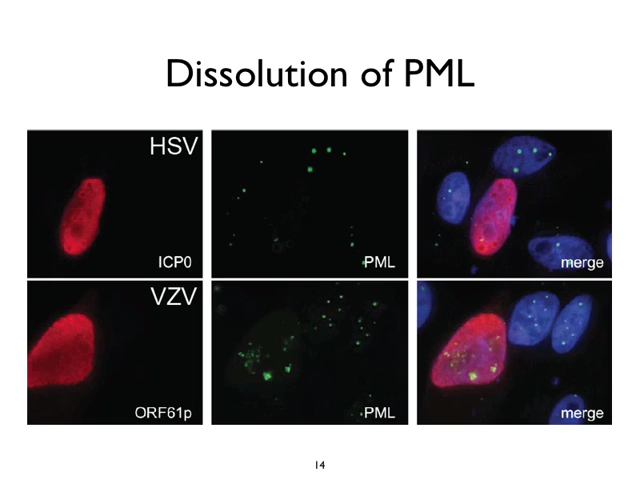 Dissolution of PML
HSV
ICP0
PML
merge
VZV
ORF61p
PML
merge
14